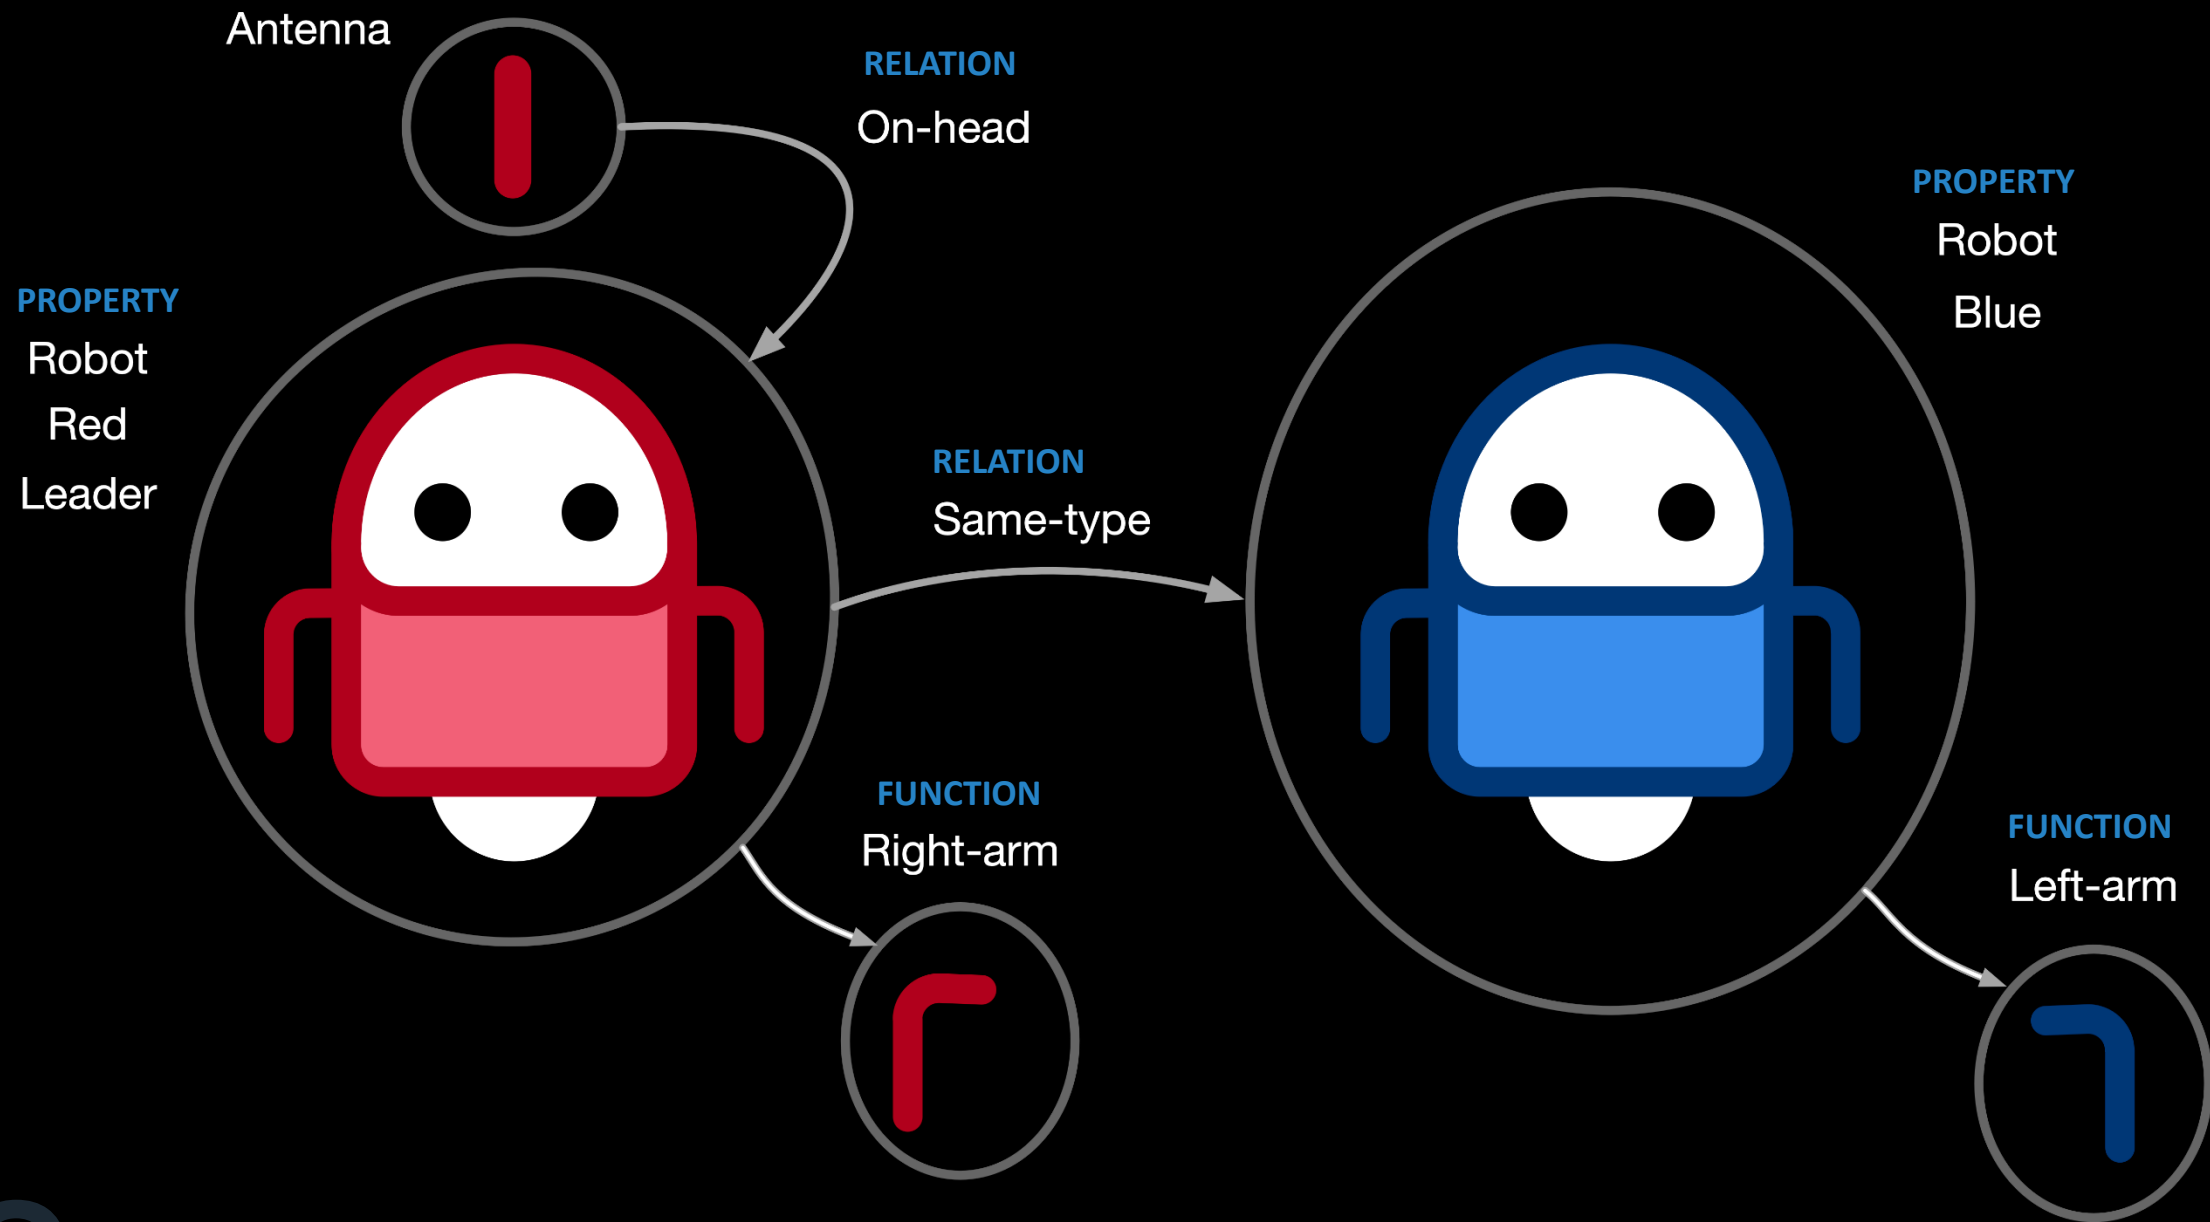 Antenna
RELATION
On-head
PROPERTY
Robot
Red
Leader
RELATION
Same-type
PROPERTY
Robot
Blue
FUNCTION
Right-arm
FUNCTION
Left-arm